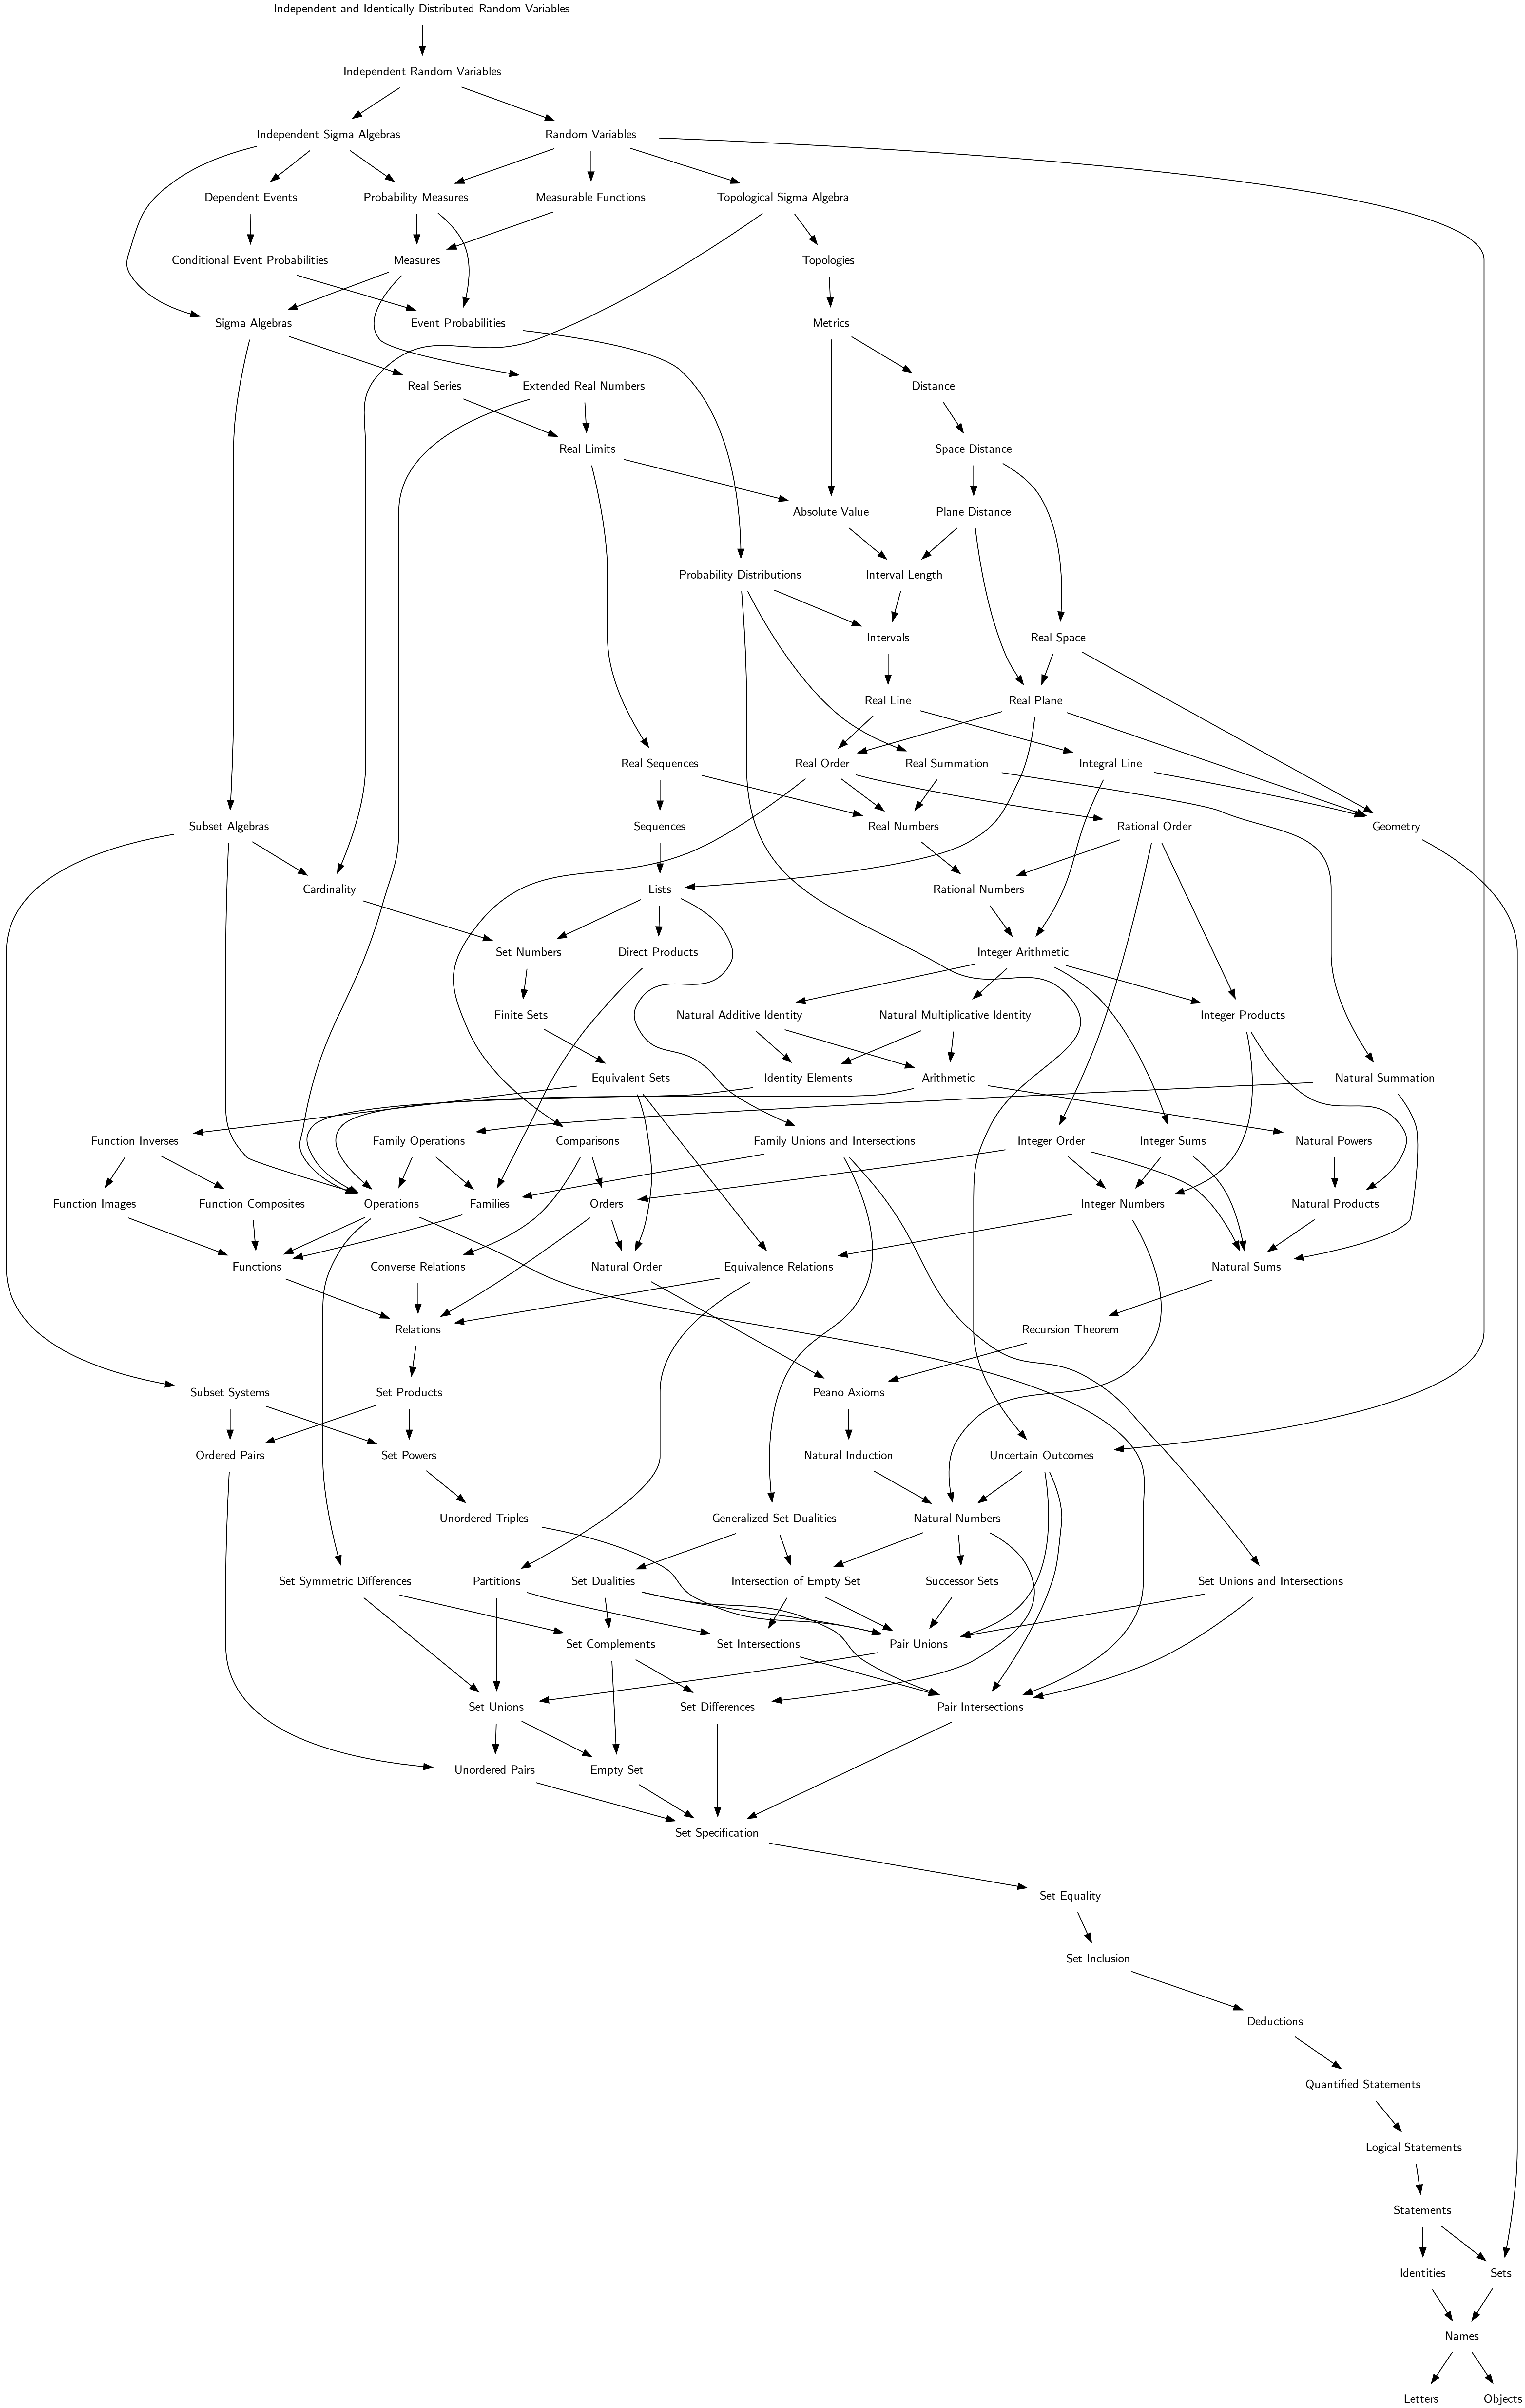 Independent and Identically Distributed Random Variables
Independent Random Variables
Independent Sigma Algebras
Random Variables
Dependent Events
Probability Measures
Measurable Functions
Topological Sigma Algebra
Conditional Event Probabilities
Measures
Topologies
Sigma Algebras
Event Probabilities
Metrics
Real Series
Extended Real Numbers
Distance
Real Limits
Space Distance
Absolute Value
Plane Distance
Probability Distributions
Interval Length
Intervals
Real Space
Real Line
Real Plane
Real Sequences
Real Order
Real Summation
Integral Line
Subset Algebras
Sequences
Real Numbers
Rational Order
Geometry
Cardinality
Lists
Rational Numbers
Set Numbers
Direct Products
Integer Arithmetic
Finite Sets
Natural Additive Identity
Natural Multiplicative Identity
Integer Products
Equivalent Sets
Identity Elements
Arithmetic
Natural Summation
Function Inverses
Family Operations
Comparisons
Family Unions and Intersections
Integer Order
Integer Sums
Natural Powers
Function Images
Function Composites
Operations
Families
Orders
Integer Numbers
Natural Products
Functions
Converse Relations
Natural Order
Equivalence Relations
Natural Sums
Relations
Recursion Theorem
Subset Systems
Set Products
Peano Axioms
Ordered Pairs
Set Powers
Natural Induction
Uncertain Outcomes
Unordered Triples
Generalized Set Dualities
Natural Numbers
Set Symmetric Differences
Partitions
Set Dualities
Intersection of Empty Set
Successor Sets
Set Unions and Intersections
Set Complements
Set Intersections
Pair Unions
Set Unions
Set Differences
Pair Intersections
Unordered Pairs
Empty Set
Set Specification
Set Equality
Set Inclusion
Deductions
Quantified Statements
Logical Statements
Statements
Identities
Sets
Names
Letters
Objects